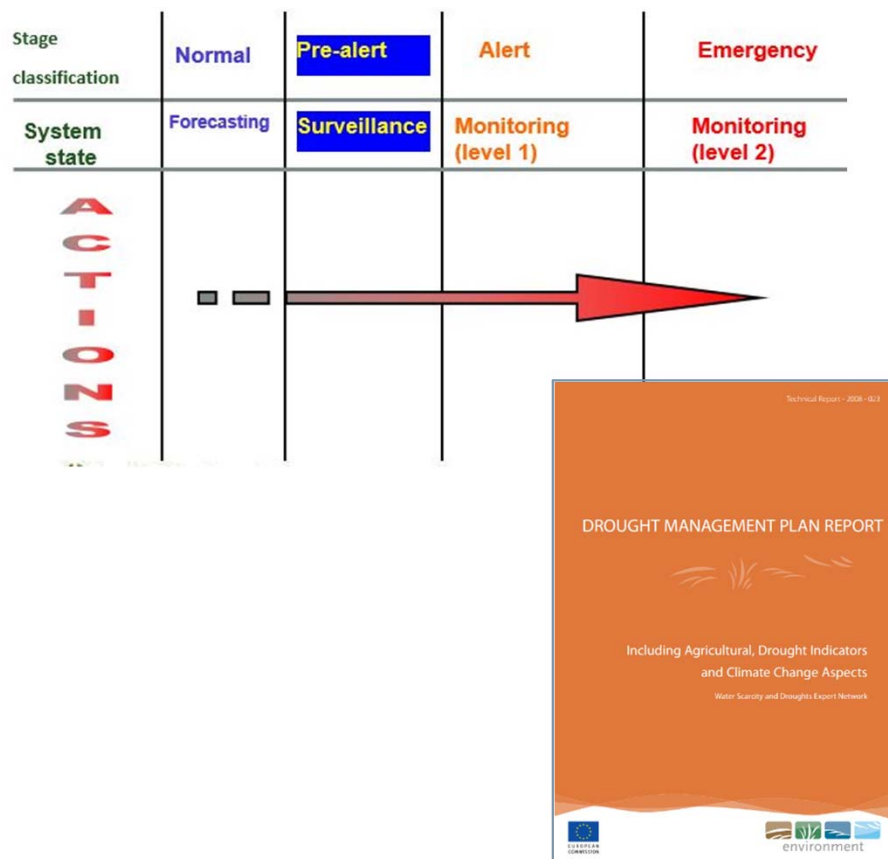 Stage
classification
Normal
Pre-alert
Alert
Emergency
System
state
Forecasting
Surveillance
Monitoring
(level 1)
Monitoring
(level 2)
A
C
T
I
O
N
S
Technical Report - 2008 - 023
DROUGHT MANAGEMENT PLAN REPORT
Including Agricultural, Drought Indicators
and Climate Change Aspects
Water Scarcity and Droughts Expert Network
EUROPEAN
COMMISSION
environment